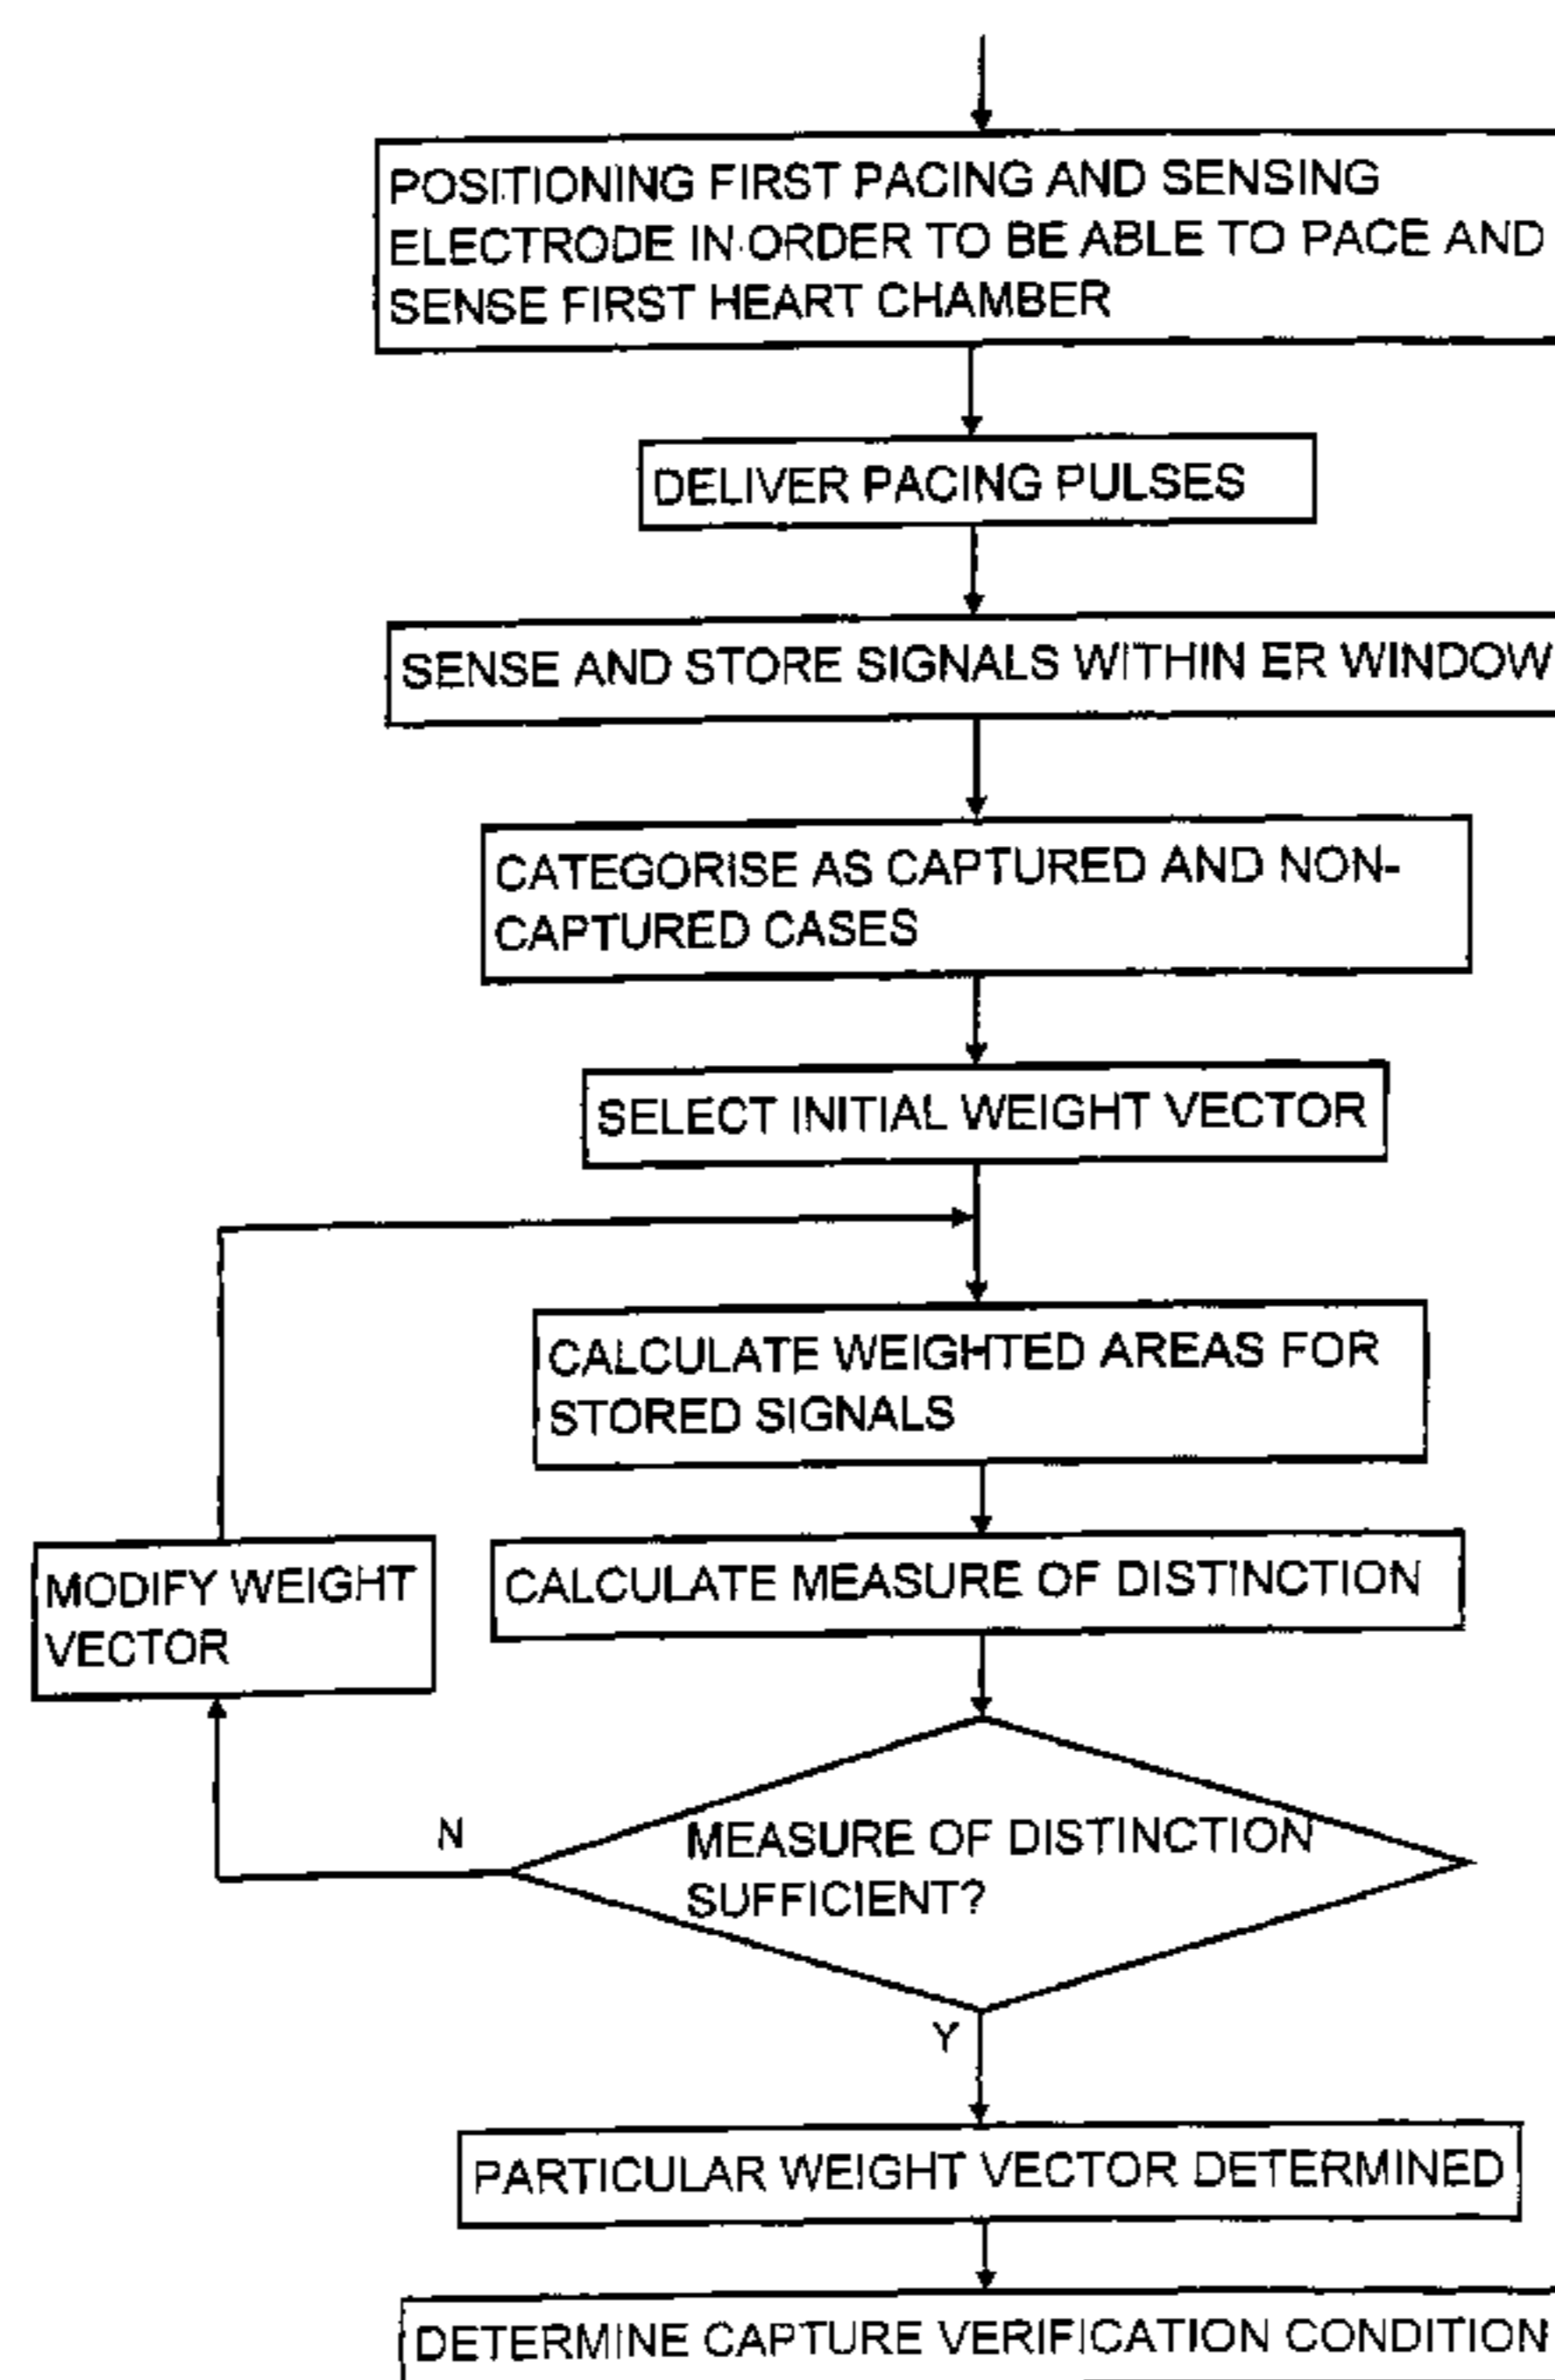 POSITIONING FIRST PACING AND SENSING
ELECTRODE IN ORDER TO BE ABLE TO PACE AND
SENSE FIRST HEART CHAMBER
DELIVER PACING PULSES
SENSE AND STORE SIGNALS WITHIN ER WINDOW
CATEGORISE AS CAPTURED AND NON-
CAPTURED CASES
SELECT INITIAL WEIGHT VECTOR
CALCULATE WEIGHTED AREAS FOR
STORED SIGNALS
MODIFY WEIGHT
VECTOR
CALCULATE MEASURE OF DISTINCTION
N
MEASURE OF DISTINCTION
SUFFICIENT?
Y
PARTICULAR WEIGHT VECTOR DETERMINED
DETERMINE CAPTURE VERIFICATION CONDITION